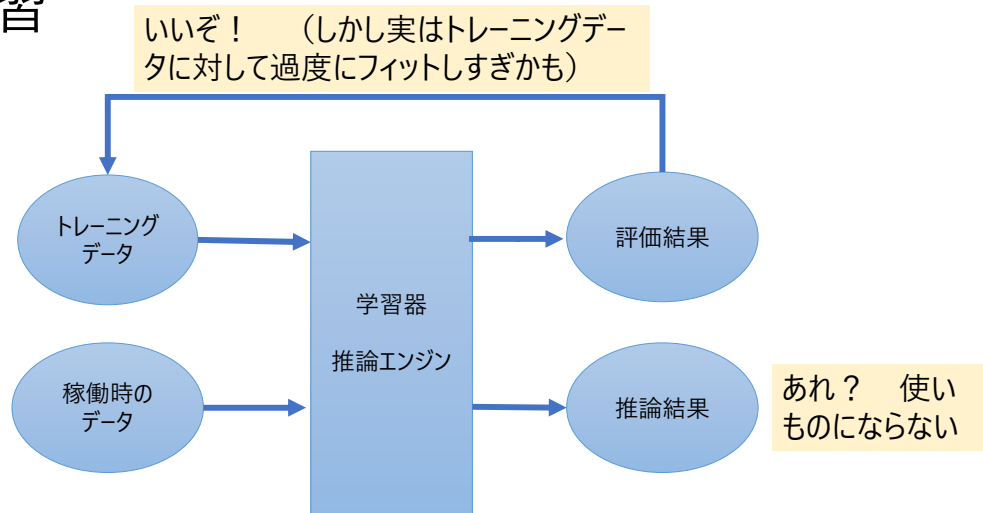 習
いいぞ！　（しかし実はトレーニングデー
タに対して過度にフィットしすぎかも）
トレーニング
データ
評価結果
学習器
推論エンジン
稼働時の
データ
推論結果
あれ？　使い
ものにならない